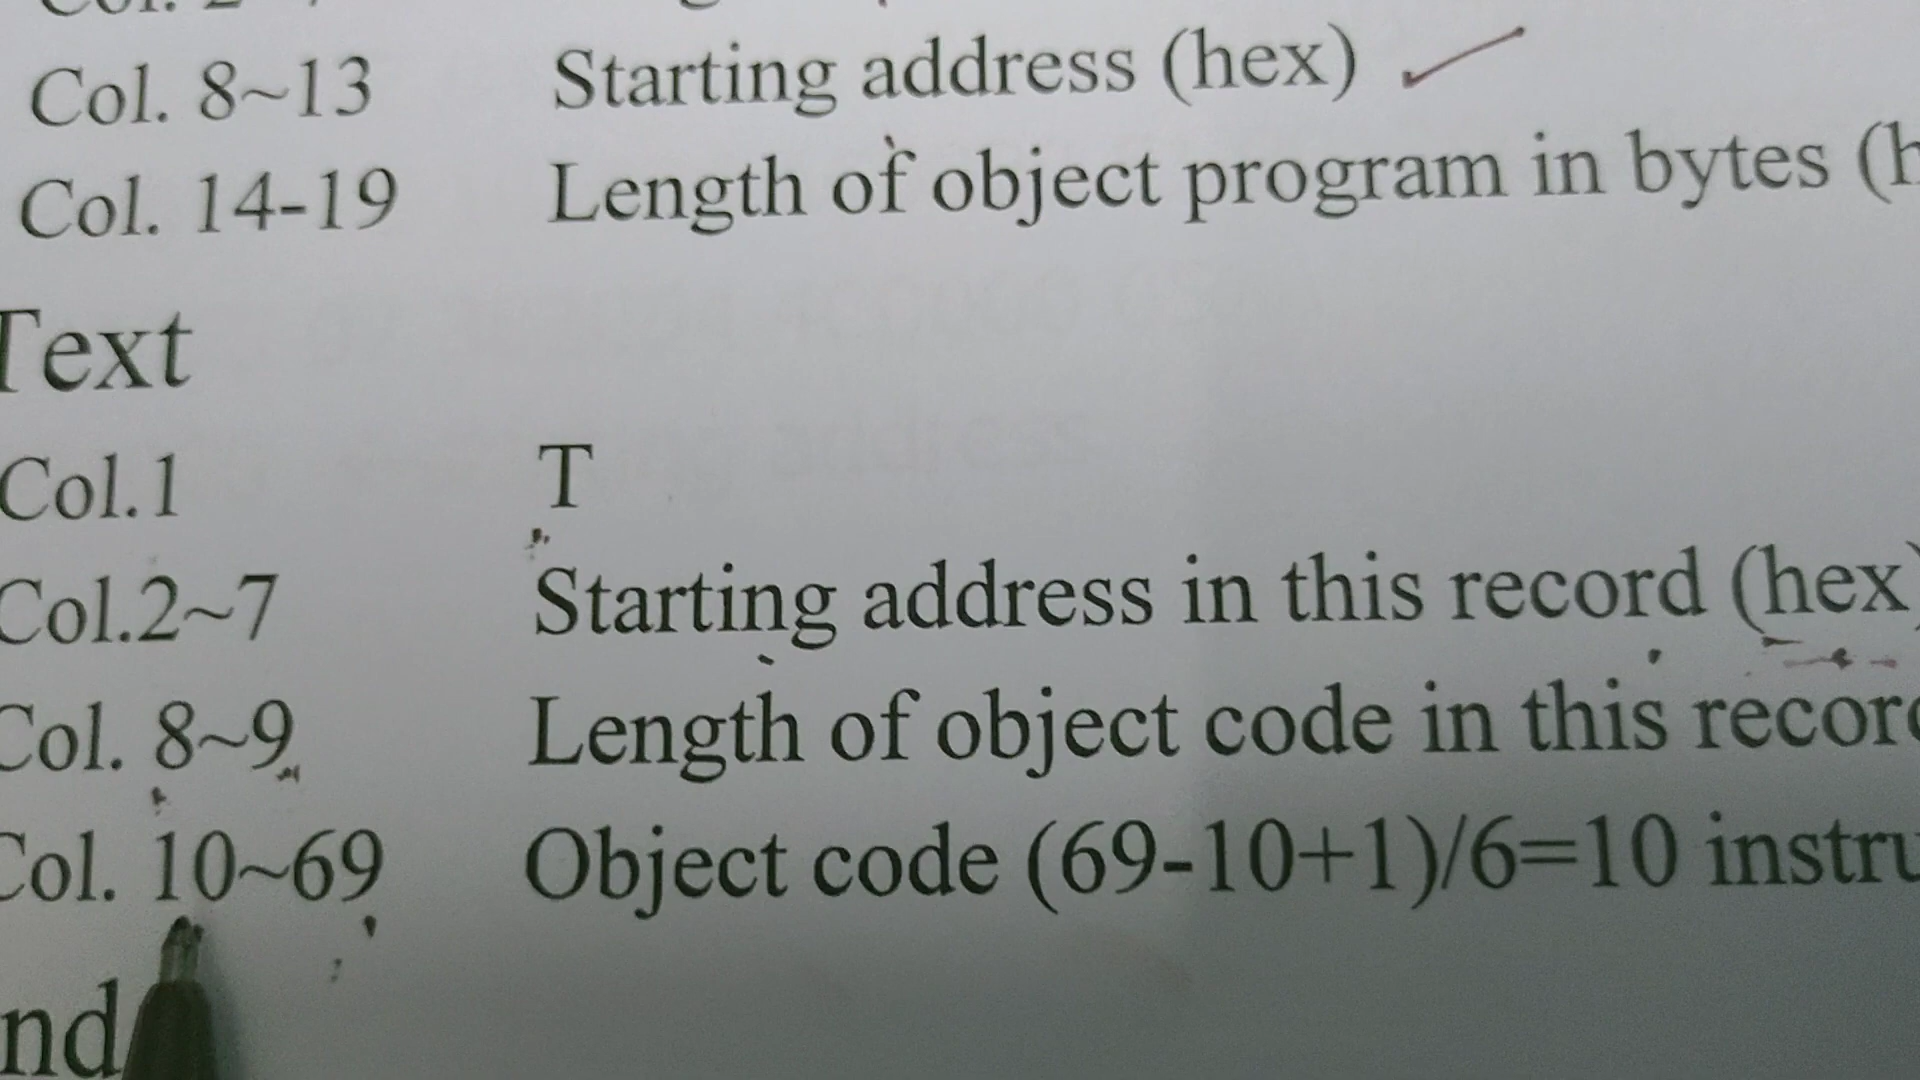 Col. 8~13 Starting address (hex)
Col. 14-19 Length of object program in bytes
Text
Col.1 T
Col.2~7 Starting address in this record (hex)
Col. 8~9 Length of object code in this
Col. 10~69 Object code (69-10+1)/6=10